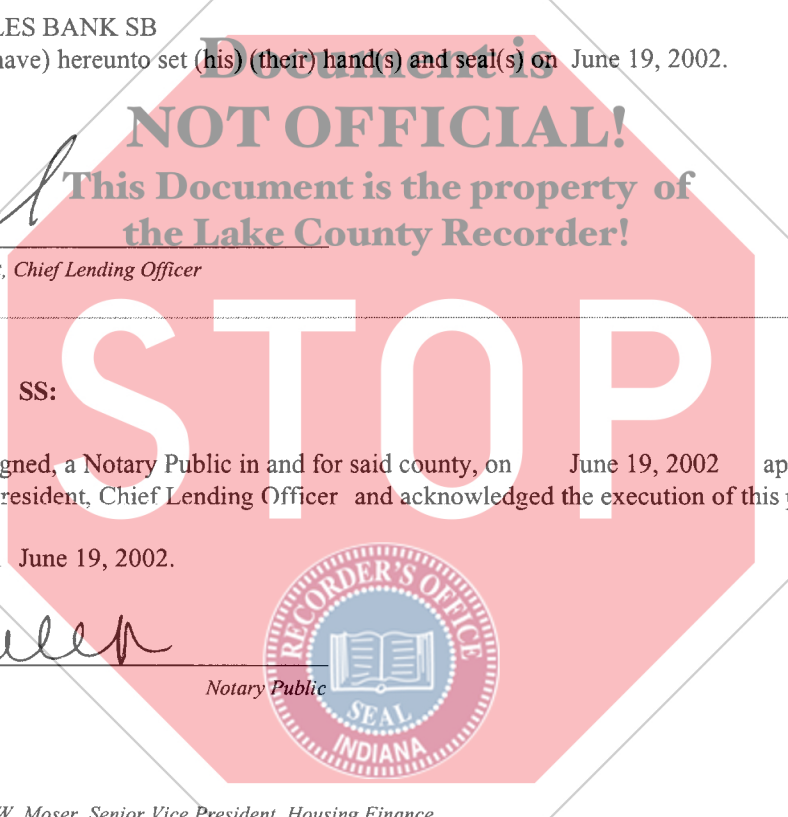 LES BANK SB
have) hereunto set (his) (their) hand(s) and seal(s) on June 19, 2002.
Document is
NOT OFFICIAL!
This Document is the property of
the Lake County Recorder!
, Chief Lending Officer
STOP
SS:
gned, a Notary Public in and for said county, on June 19, 2002 ap
resident, Chief Lending Officer and acknowledged the execution of this p
June 19, 2002.
RECORDER'S OFFICE
SEAL
INDIANA
Notary Public
W. Moser, Senior Vice President, Housing Finance